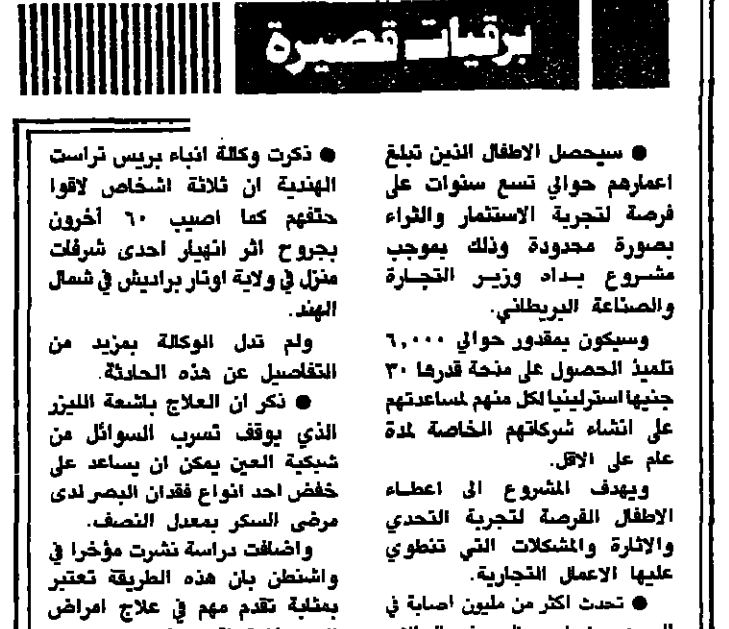 برقيات قصيرة
● سيحصل الاطفال الذين تبلغ
اعمارهم حوالي تسع سنوات على
فرصة لتجربة الاستثمار والثراء
بصورة محدودة وذلك بموجب
مشروع بداه وزير التجارة
والصناعة البريطاني.
وسيكون بمقدور حوالي ٦,٠٠٠
تلميذ الحصول على منحة قدرها ٣٠
جنيها استرلينيا لكل منهم لمساعدتهم
على انشاء شركاتهم الخاصة لمدة
عام على الاقل.
ويهدف المشروع الى اعطاء
الاطفال الفرصة لتجربة التحدي
والاثارة والمشكلات التي تنطوي
عليها الاعمال التجارية.
● تحدث اكثر من مليون اصابة في
● ذكرت وكالة انباء بريس تراست
الهندية ان ثلاثة اشخاص لاقوا
حتفهم كما اصيب ٦٠ آخرون
بجروح اثر انهيار احدى شرفات
منزل في ولاية اوتار براديش في شمال
الهند.
ولم تدل الوكالة بمزيد من
التفاصيل عن هذه الحادثة.
● ذكر ان العلاج باشعة الليزر
الذي يوقف تسرب السوائل من
شبكية العين يمكن ان يساعد على
خفض احد انواع فقدان البصر لدى
مرضى السكر بمعدل النصف.
واضافت دراسة نشرت مؤخرا في
واشنطن بان هذه الطريقة تعتبر
بمثابة تقدم مهم في علاج امراض